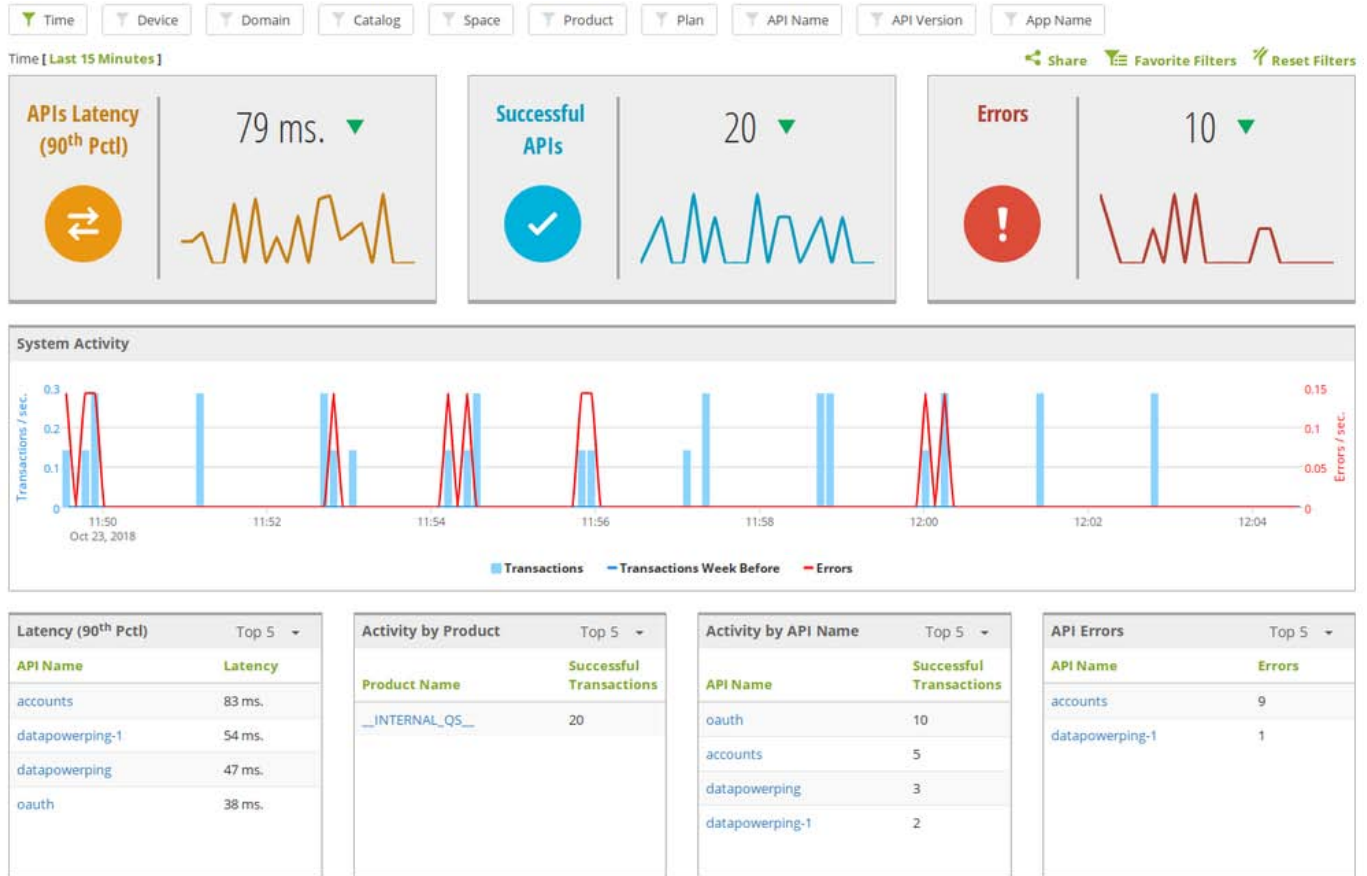 Time Device Domain Catalog Space Product Plan API Name API Version App Name
Time [ Last 15 Minutes ]
Share Favorite Filters Reset Filters
APIs Latency
(90th Pctl)
79 ms.
Successful
APIs
20
Errors
10
System Activity
Transactions / sec.
0.3
0.2
0.1
0
0.15
0.1
0.05
0
Errors / sec.
11:50 11:52 11:54 11:56 11:58 12:00 12:02 12:04
Oct 23, 2018
Transactions Transactions Week Before Errors
Latency (90th Pctl) Top 5
API Name Latency
accounts 83 ms.
datapowerping-1 54 ms.
datapowerping 47 ms.
oauth 38 ms.
Activity by Product Top 5
Product Name Successful
Transactions
__INTERNAL_QS__ 20
Activity by API Name Top 5
API Name Successful
Transactions
oauth 10
accounts 5
datapowerping 3
datapowerping-1 2
API Errors Top 5
API Name Errors
accounts 9
datapowerping-1 1